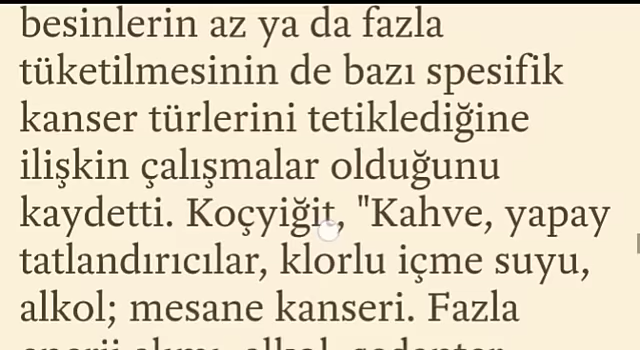 besinlerin az ya da fazla
tüketilmesinin de bazı spesifik
kanser türlerini tetiklediğine
ilişkin çalışmalar olduğunu
kaydetti. Koçyiğit, "Kahve, yapay
tatlandırıcılar, klorlu içme suyu,
alkol; mesane kanseri. Fazla